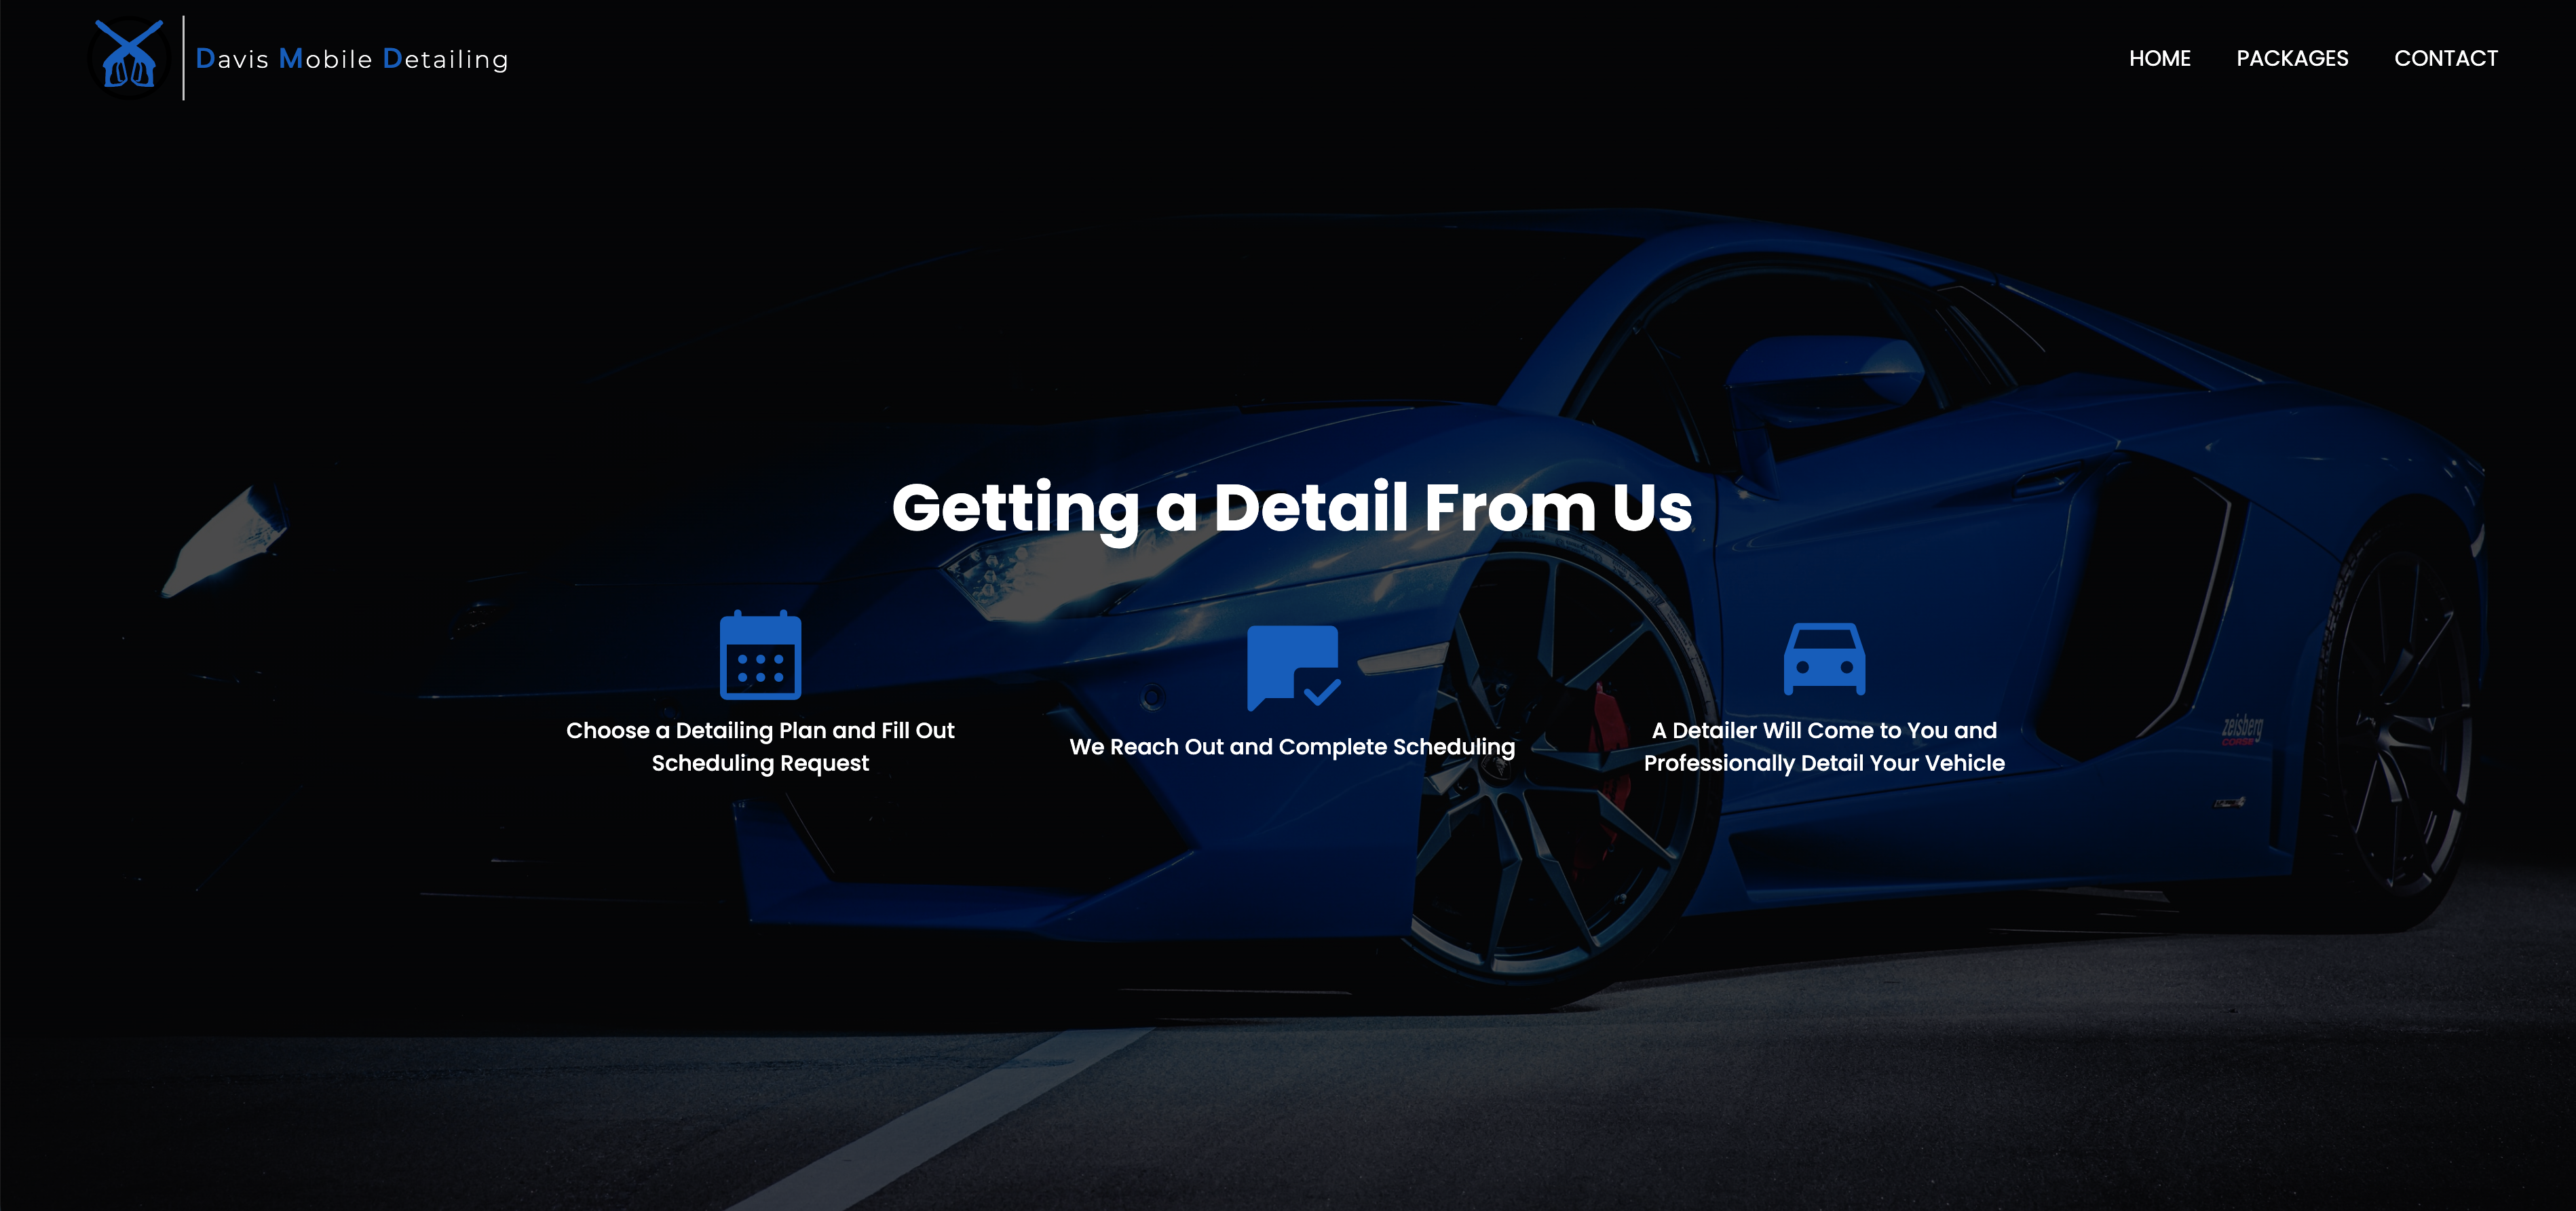 Davis Mobile Detailing
HOME PACKAGES CONTACT
Getting a Detail From Us
Choose a Detailing Plan and Fill Out
Scheduling Request
We Reach Out and Complete Scheduling
A Detailer Will Come to You and
Professionally Detail Your Vehicle
zeisberg
CORSE